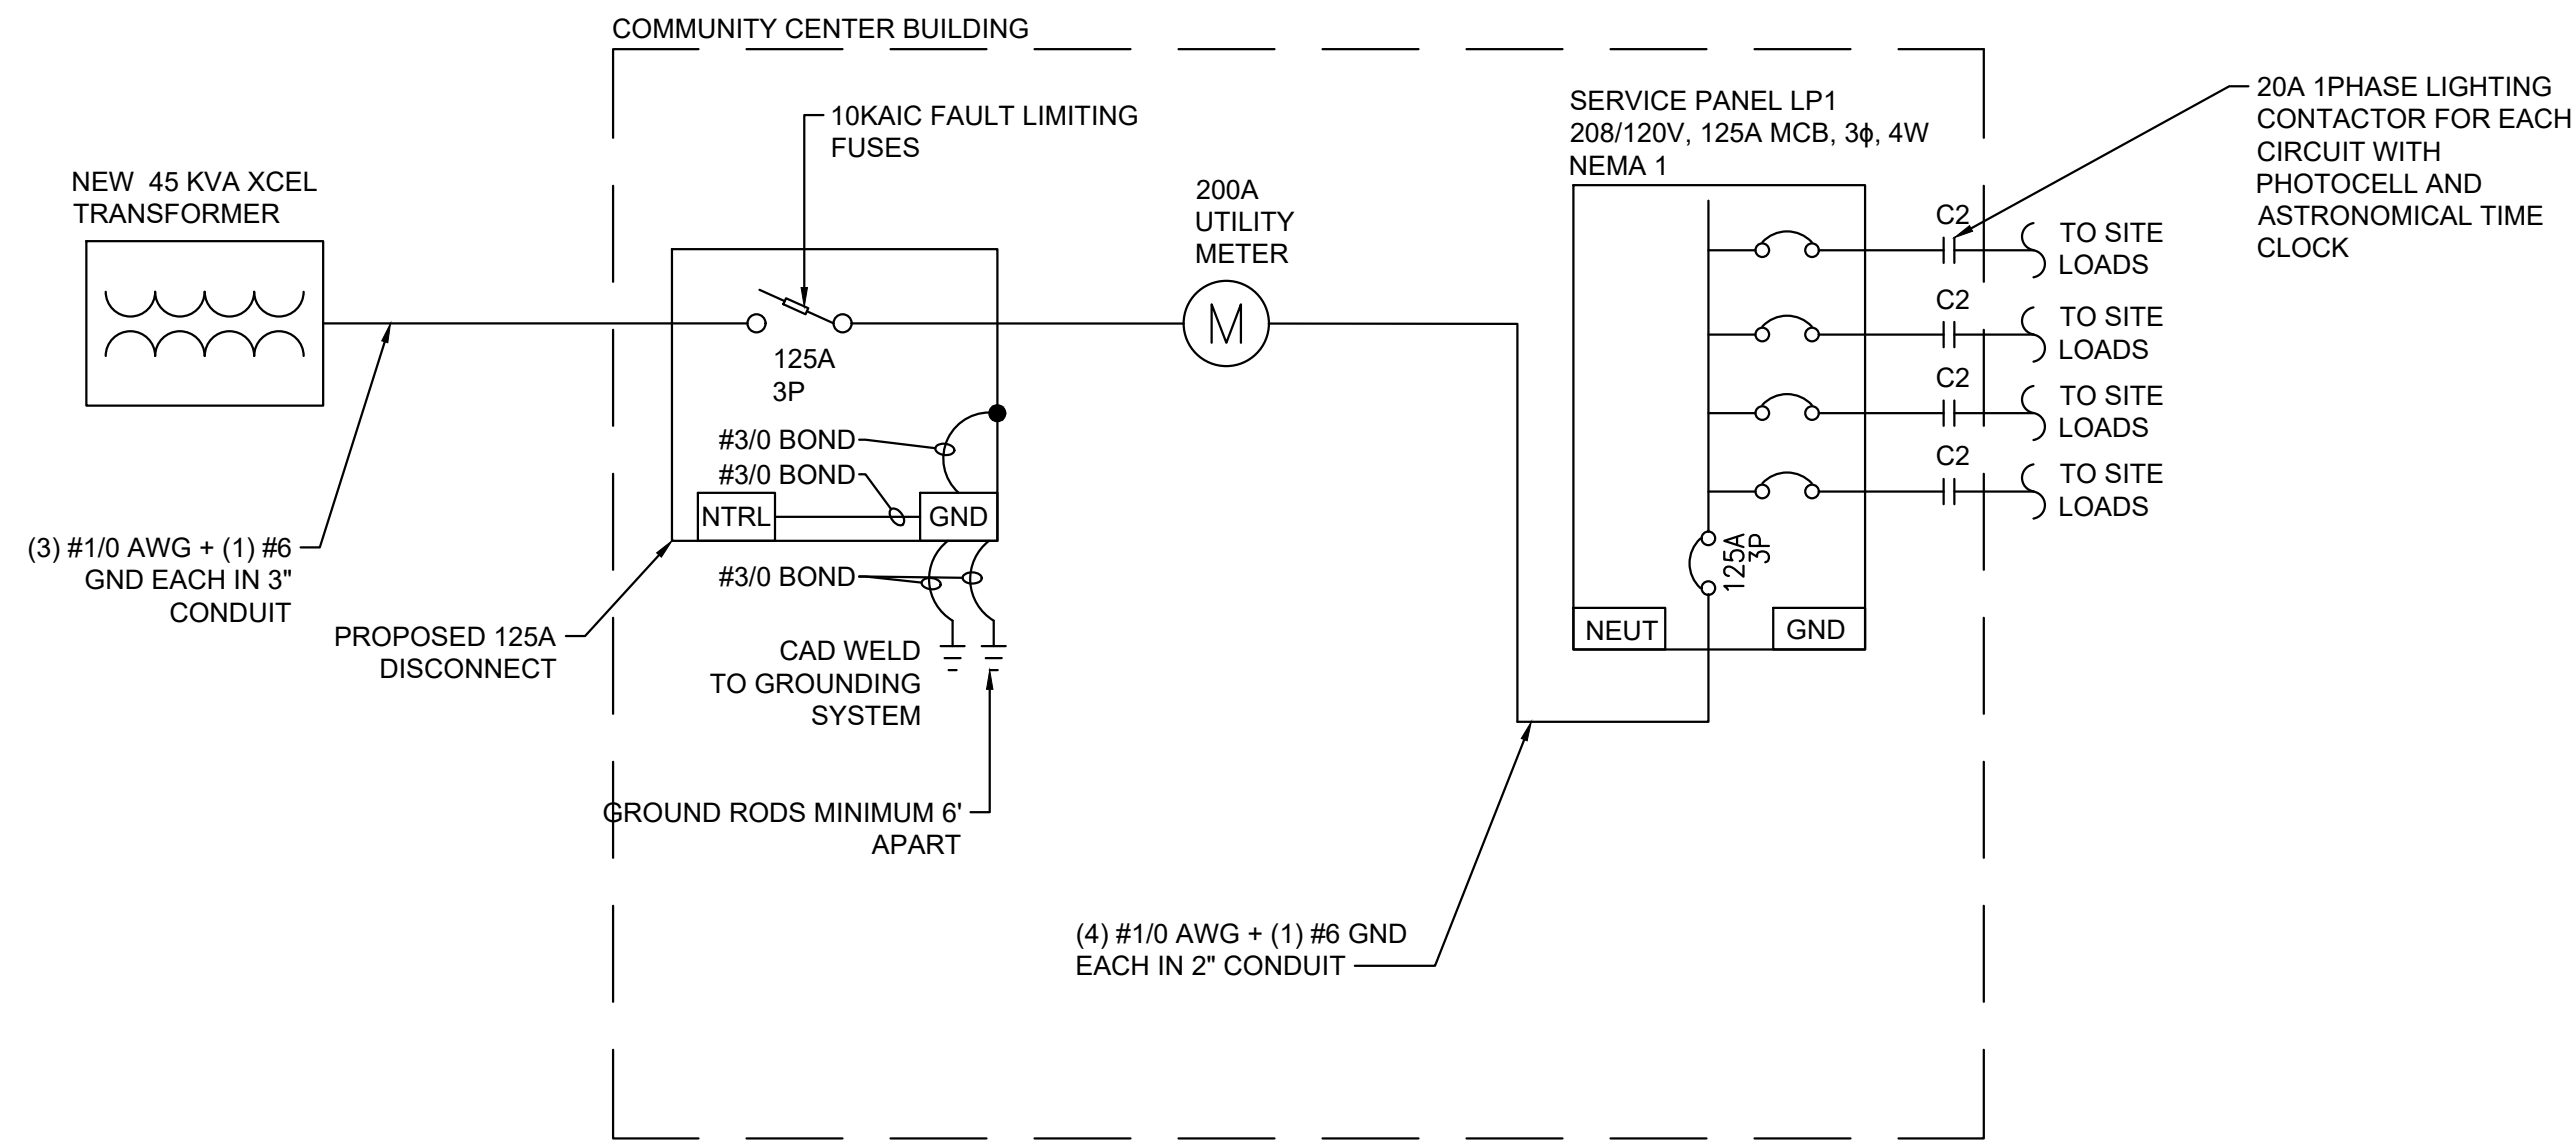 COMMUNITY CENTER BUILDING
NEW  45 KVA XCEL
TRANSFORMER
10KAIC FAULT LIMITING
FUSES
200A
UTILITY
METER
SERVICE PANEL LP1
208/120V, 125A MCB, 3ϕ, 4W
NEMA 1
20A 1PHASE LIGHTING
CONTACTOR FOR EACH
CIRCUIT WITH
PHOTOCELL AND
ASTRONOMICAL TIME
CLOCK
C2
TO SITE
LOADS
C2
TO SITE
LOADS
C2
TO SITE
LOADS
C2
TO SITE
LOADS
M
125A
3P
#3/0 BOND
#3/0 BOND
NTRL
GND
#3/0 BOND
(3) #1/0 AWG + (1) #6
GND EACH IN 3"
CONDUIT
PROPOSED 125A
DISCONNECT
CAD WELD
TO GROUNDING
SYSTEM
GROUND RODS MINIMUM 6'
APART
125A
3P
NEUT
GND
(4) #1/0 AWG + (1) #6 GND
EACH IN 2" CONDUIT